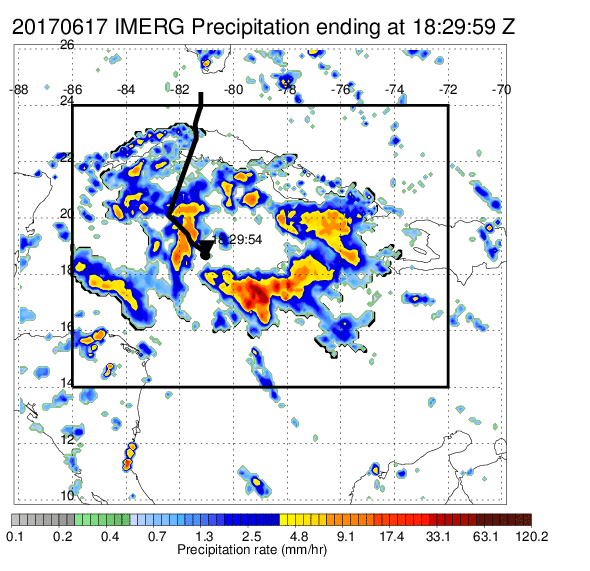 20170617 IMERG Precipitation ending at 18:29:59 Z
26
-88 -86 -84 -82 -80 -78 -76 -74 -72 -70
24
22
20
18:29:54
18
16
14
12
10
0.1 0.2 0.4 0.7 1.3 2.5 4.8 9.1 17.4 33.1 63.1 120.2
Precipitation rate (mm/hr)